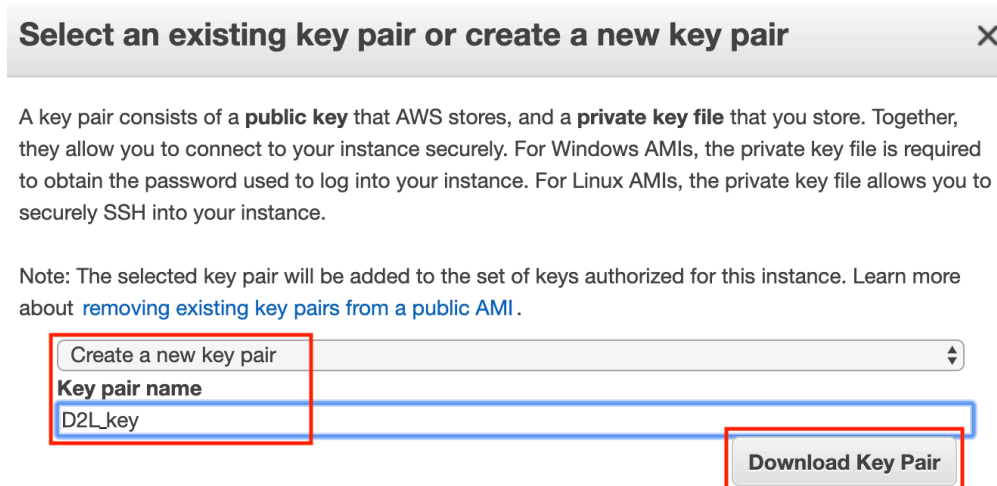 Select an existing key pair or create a new key pair
A key pair consists of a public key that AWS stores, and a private key file that you store. Together,
they allow you to connect to your instance securely. For Windows AMIs, the private key file is required
to obtain the password used to log into your instance. For Linux AMIs, the private key file allows you to
securely SSH into your instance.
Note: The selected key pair will be added to the set of keys authorized for this instance. Learn more
about removing existing key pairs from a public AMI .
Create a new key pair
Key pair name
D2L_key
Download Key Pair